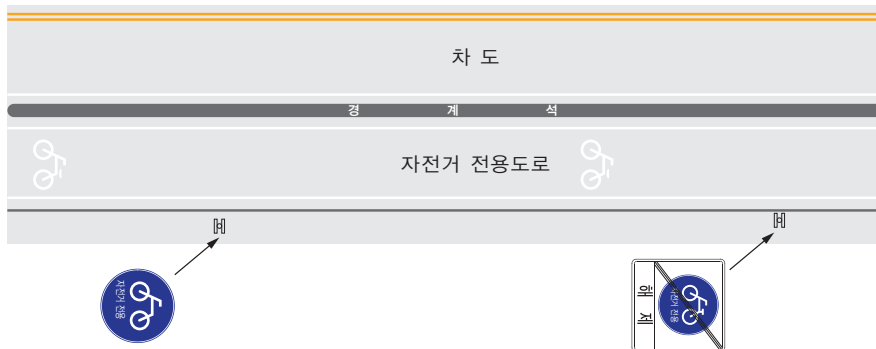 차 도
경 계 석
자전거 전용도로
자전거 전용
해 제
자전거 전용